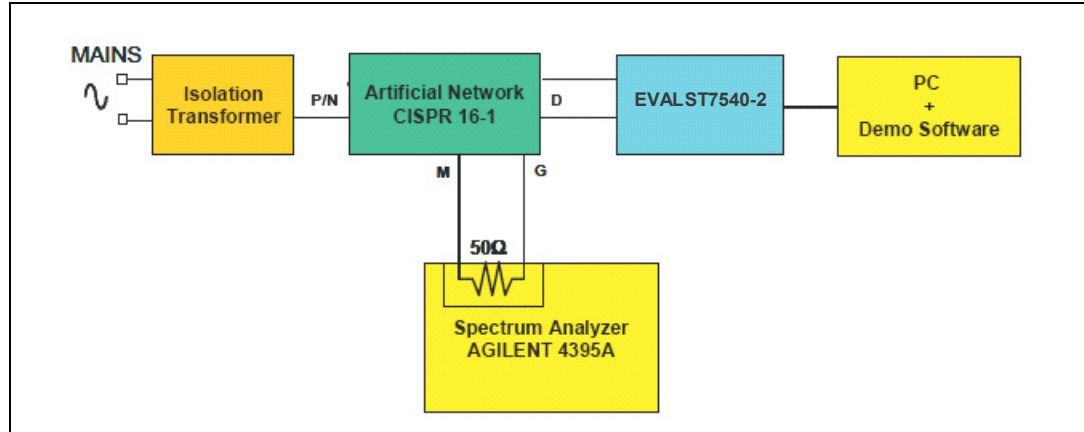 MAINS
Isolation
Transformer
P/N
Artificial Network
CISPR 16-1
D
EVALST7540-2
PC
+
Demo Software
M
G
50Ω
Spectrum Analyzer
AGILENT 4395A